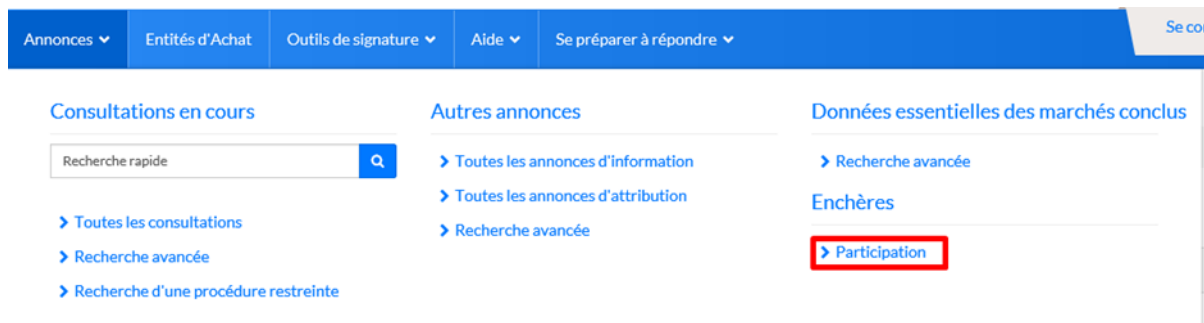 Annonces Entités d'Achat Outils de signature Aide Se préparer à répondre
Consultations en cours
Recherche rapide
Toutes les consultations
Recherche avancée
Recherche d'une procédure restreinte
Autres annonces
Toutes les annonces d'information
Toutes les annonces d'attribution
Recherche avancée
Données essentielles des marchés conclus
Recherche avancée
Enchères
Participation